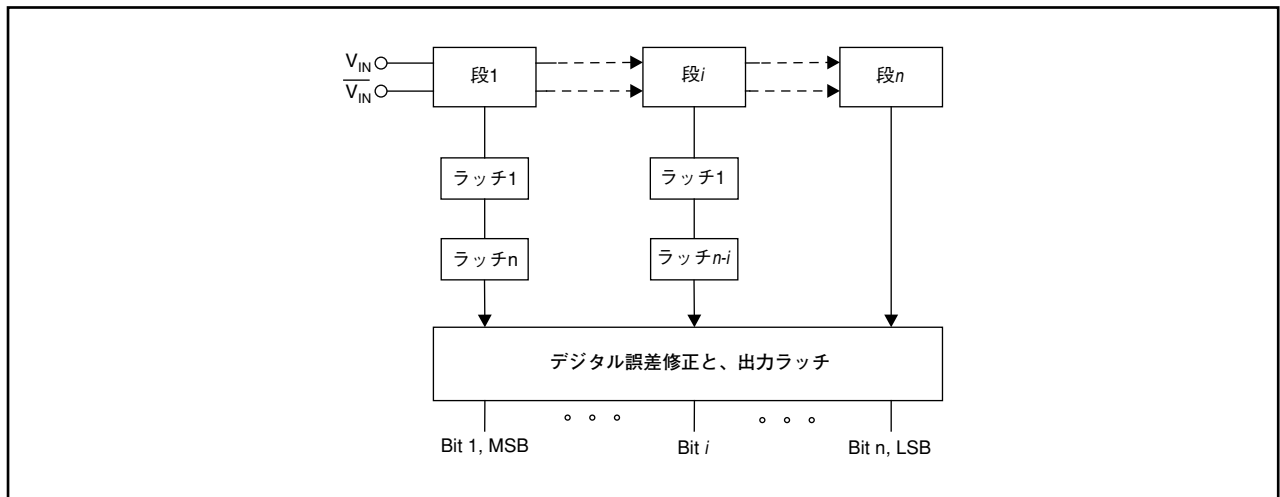 V_IN
段1
段i
段n
V̅_I̅N̅
ラッチ1
ラッチ1
ラッチn
ラッチn-i
デジタル誤差修正と、出力ラッチ
Bit 1, MSB
Bit i
Bit n, LSB